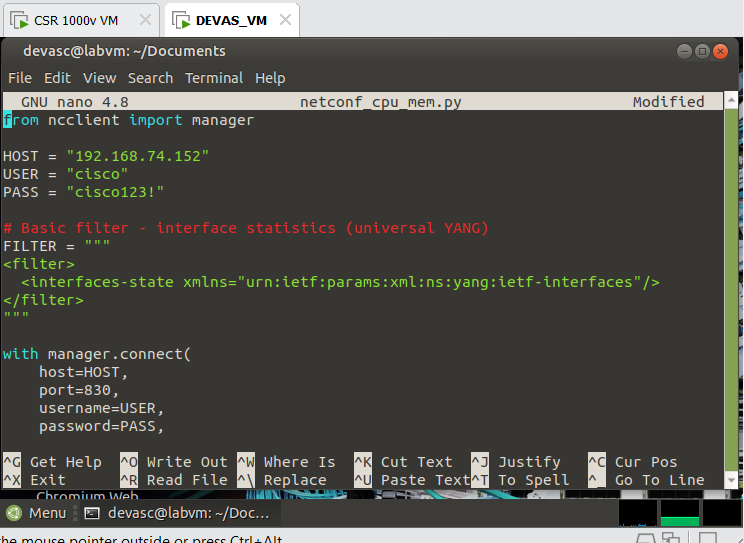 CSR 1000v VM
DEVAS_VM
devasc@labvm: ~/Documents
File Edit View Search Terminal Help
GNU nano 4.8 netconf_cpu_mem.py Modified
from ncclient import manager
HOST = "192.168.74.152"
USER = "cisco"
PASS = "cisco123!"
# Basic filter - interface statistics (universal YANG)
FILTER = """
<filter>
  <interfaces-state xmlns="urn:ietf:params:xml:ns:yang:ietf-interfaces"/>
</filter>
"""
with manager.connect(
    host=HOST,
    port=830,
    username=USER,
    password=PASS,
^G Get Help ^O Write Out ^W Where Is ^K Cut Text ^J Justify ^C Cur Pos
^X Exit ^R Read File ^\ Replace ^U Paste Text ^T To Spell ^_ Go To Line
Chromium Web
Menu devasc@labvm: ~/Doc...
the mouse pointer outside or press Ctrl+Alt.